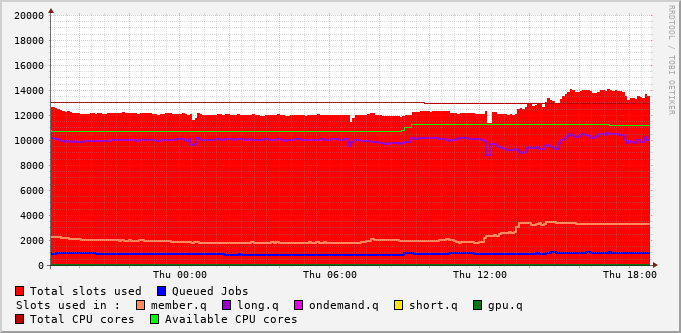 20000
18000
16000
14000
12000
10000
8000
6000
4000
2000
0
Thu 00:00 Thu 06:00 Thu 12:00 Thu 18:00
RRDTOOL / TOBI OETIKER
Total slots used Queued Jobs
Slots used in : member.q long.q ondemand.q short.q gpu.q
Total CPU cores Available CPU cores